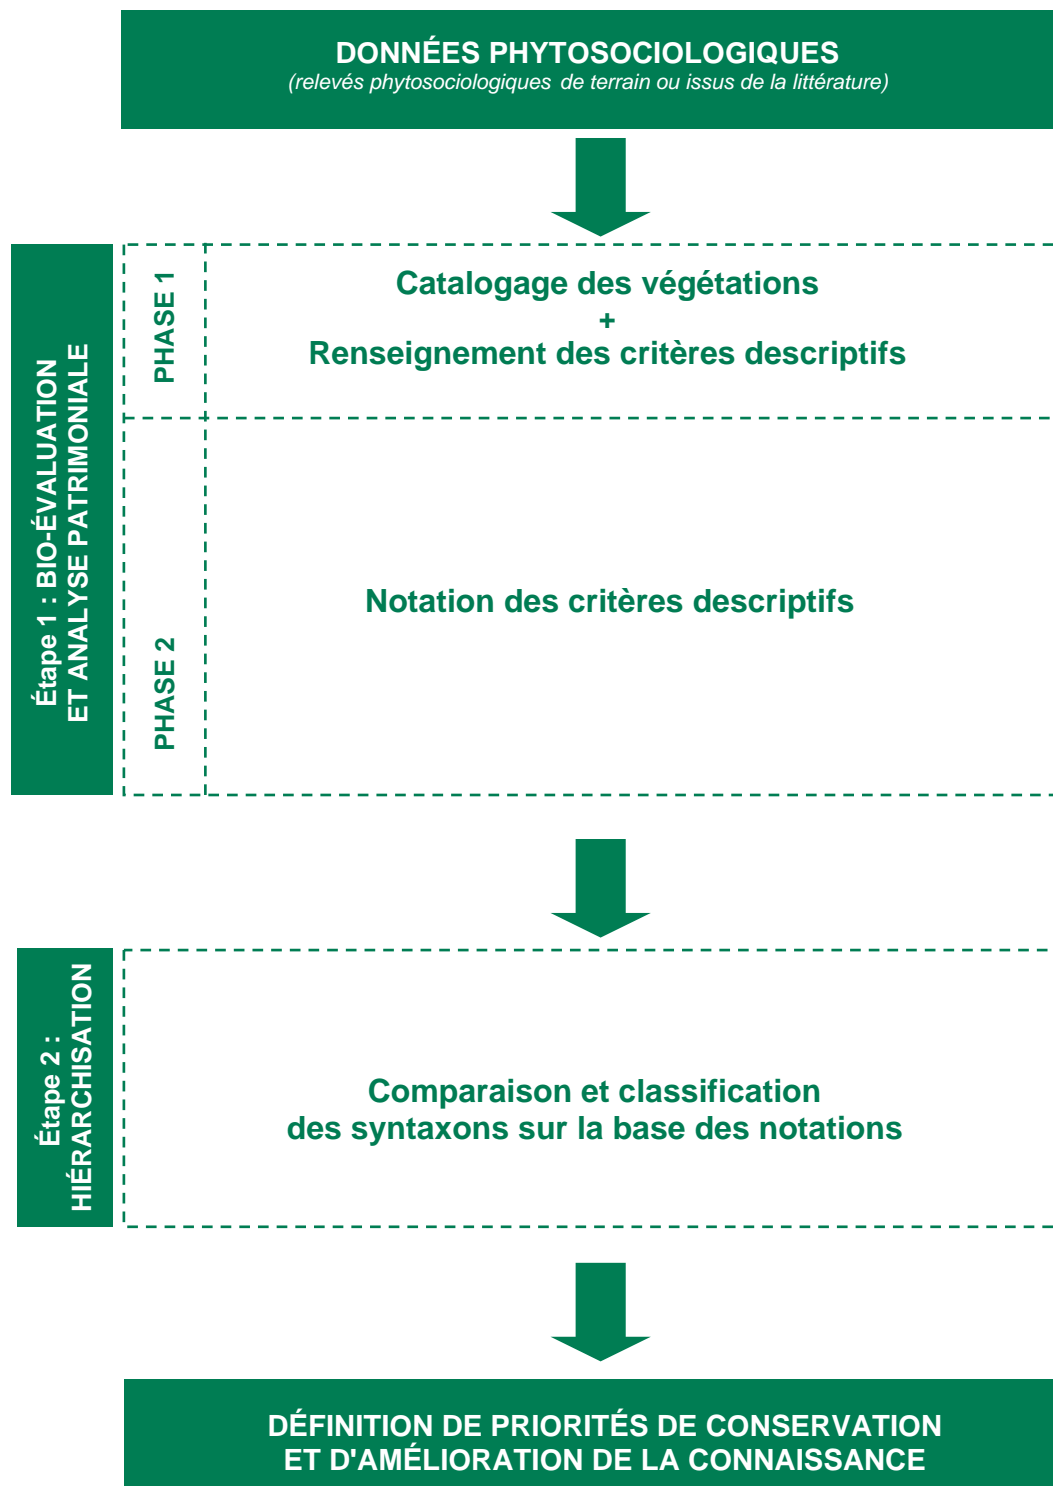 DONNÉES PHYTOSOCIOLOGIQUES
(relevés phytosociologiques de terrain ou issus de la littérature)
Étape 1 : BIO-ÉVALUATION
ET ANALYSE PATRIMONIALE
PHASE 1
Catalogage des végétations
+
Renseignement des critères descriptifs
PHASE 2
Notation des critères descriptifs
Étape 2 :
HIÉRARCHISATION
Comparaison et classification
des syntaxons sur la base des notations
DÉFINITION DE PRIORITÉS DE CONSERVATION
ET D'AMÉLIORATION DE LA CONNAISSANCE